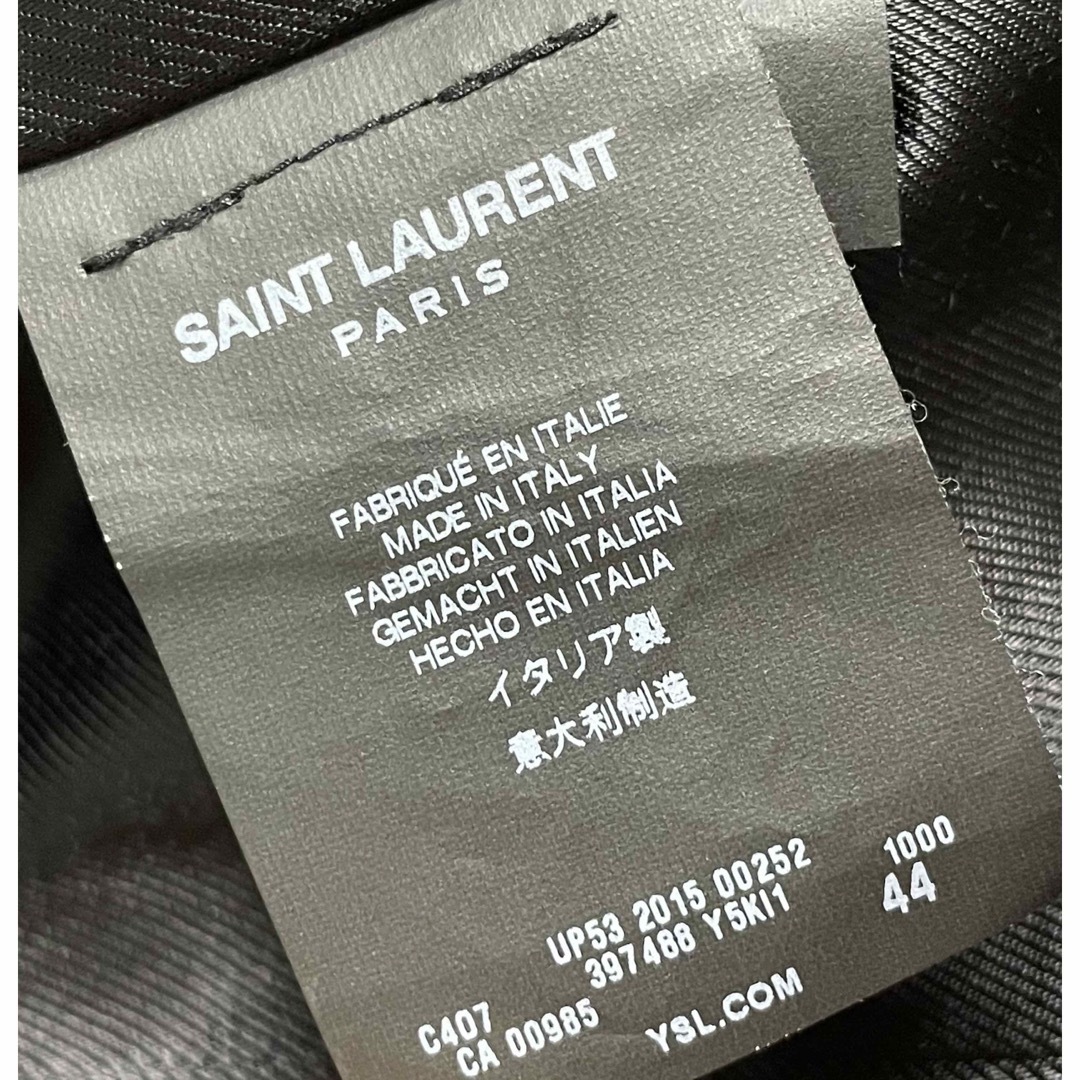 SAINT LAURENT
PARIS
FABRIQUÉ EN ITALIE
MADE IN ITALY
FABBRICATO IN ITALIA
GEMACHT IN ITALIEN
HECHO EN ITALIA
イタリア製
意大利制造
UP53 2015 00252 1000
397488 Y5KI1 44
C407
CA 00985 YSL.COM